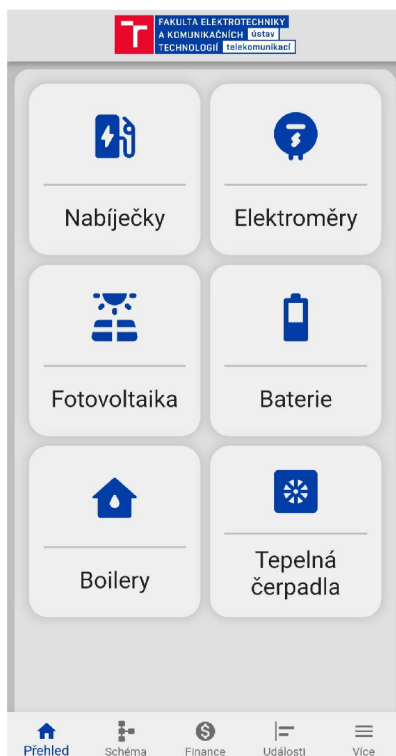 FAKULTA ELEKTROTECHNIKY
A KOMUNIKAČNÍCH ústav
TECHNOLOGIÍ telekomunikací
Nabíječky
Elektroměry
Fotovoltaika
Baterie
Boilery
Tepelná
čerpadla
Přehled
Schéma
Finance
Události
Více